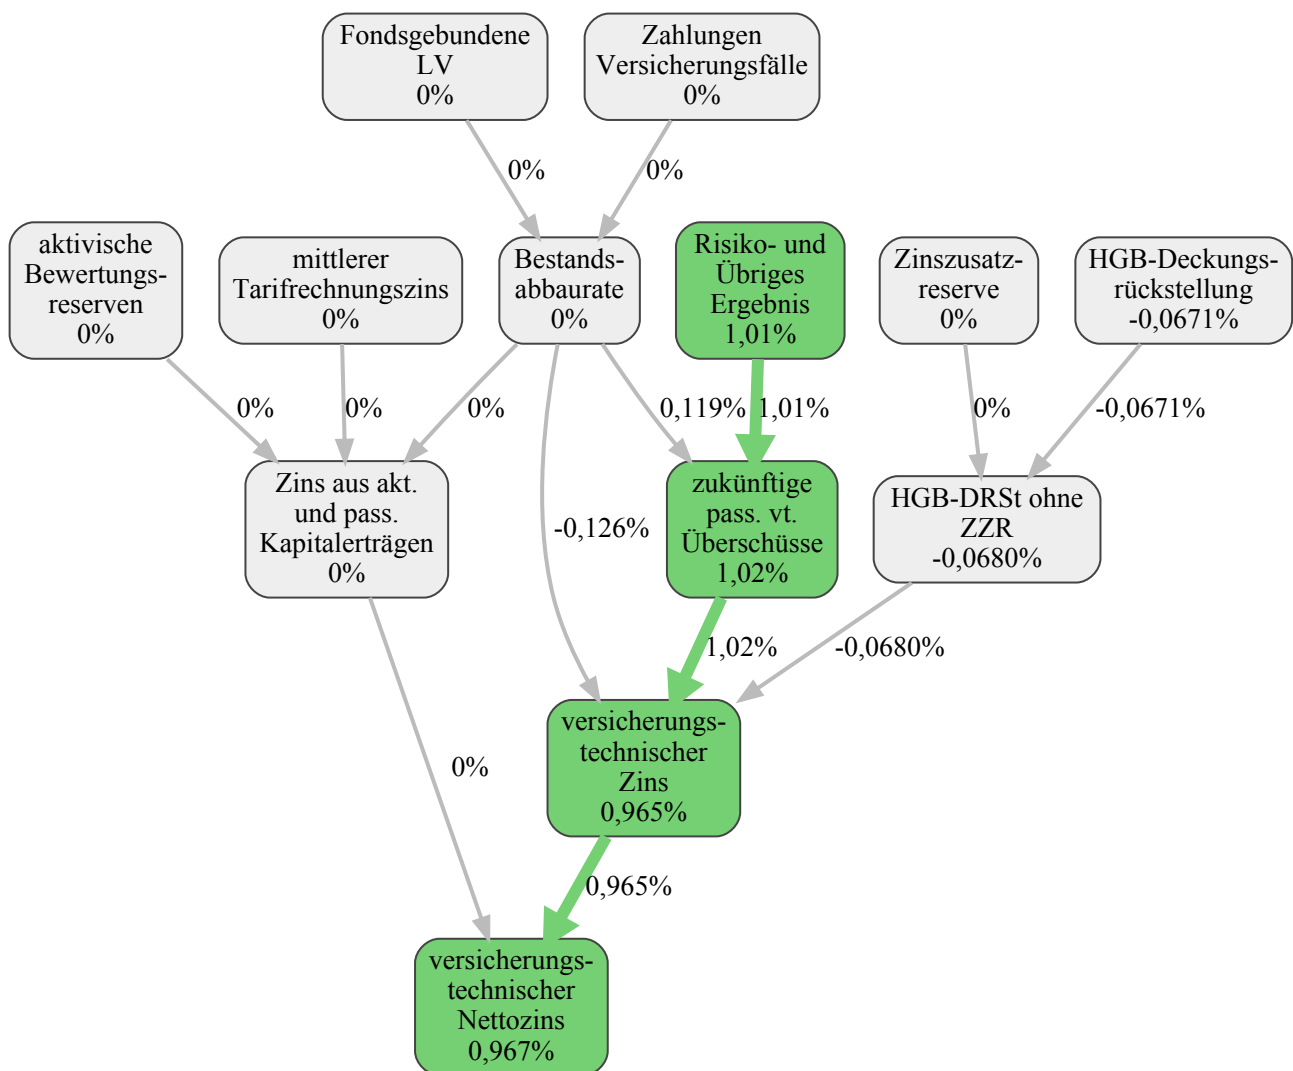 Fondsgebundene
LV
0%
Zahlungen
Versicherungsfälle
0%
0%
0%
aktivische
Bewertungs-
reserven
0%
mittlerer
Tarifrechnungszins
0%
Bestands-
abbaurate
0%
Risiko- und
Übriges
Ergebnis
1,01%
Zinszusatz-
reserve
0%
HGB-Deckungs-
rückstellung
-0,0671%
0%
0%
0%
0,119%
1,01%
0%
-0,0671%
Zins aus akt.
und pass.
Kapitalerträgen
0%
-0,126%
zukünftige
pass. vt.
Überschüsse
1,02%
HGB-DRSt ohne
ZZR
-0,0680%
1,02%
-0,0680%
0%
versicherungs-
technischer
Zins
0,965%
0,965%
versicherungs-
technischer
Nettozins
0,967%